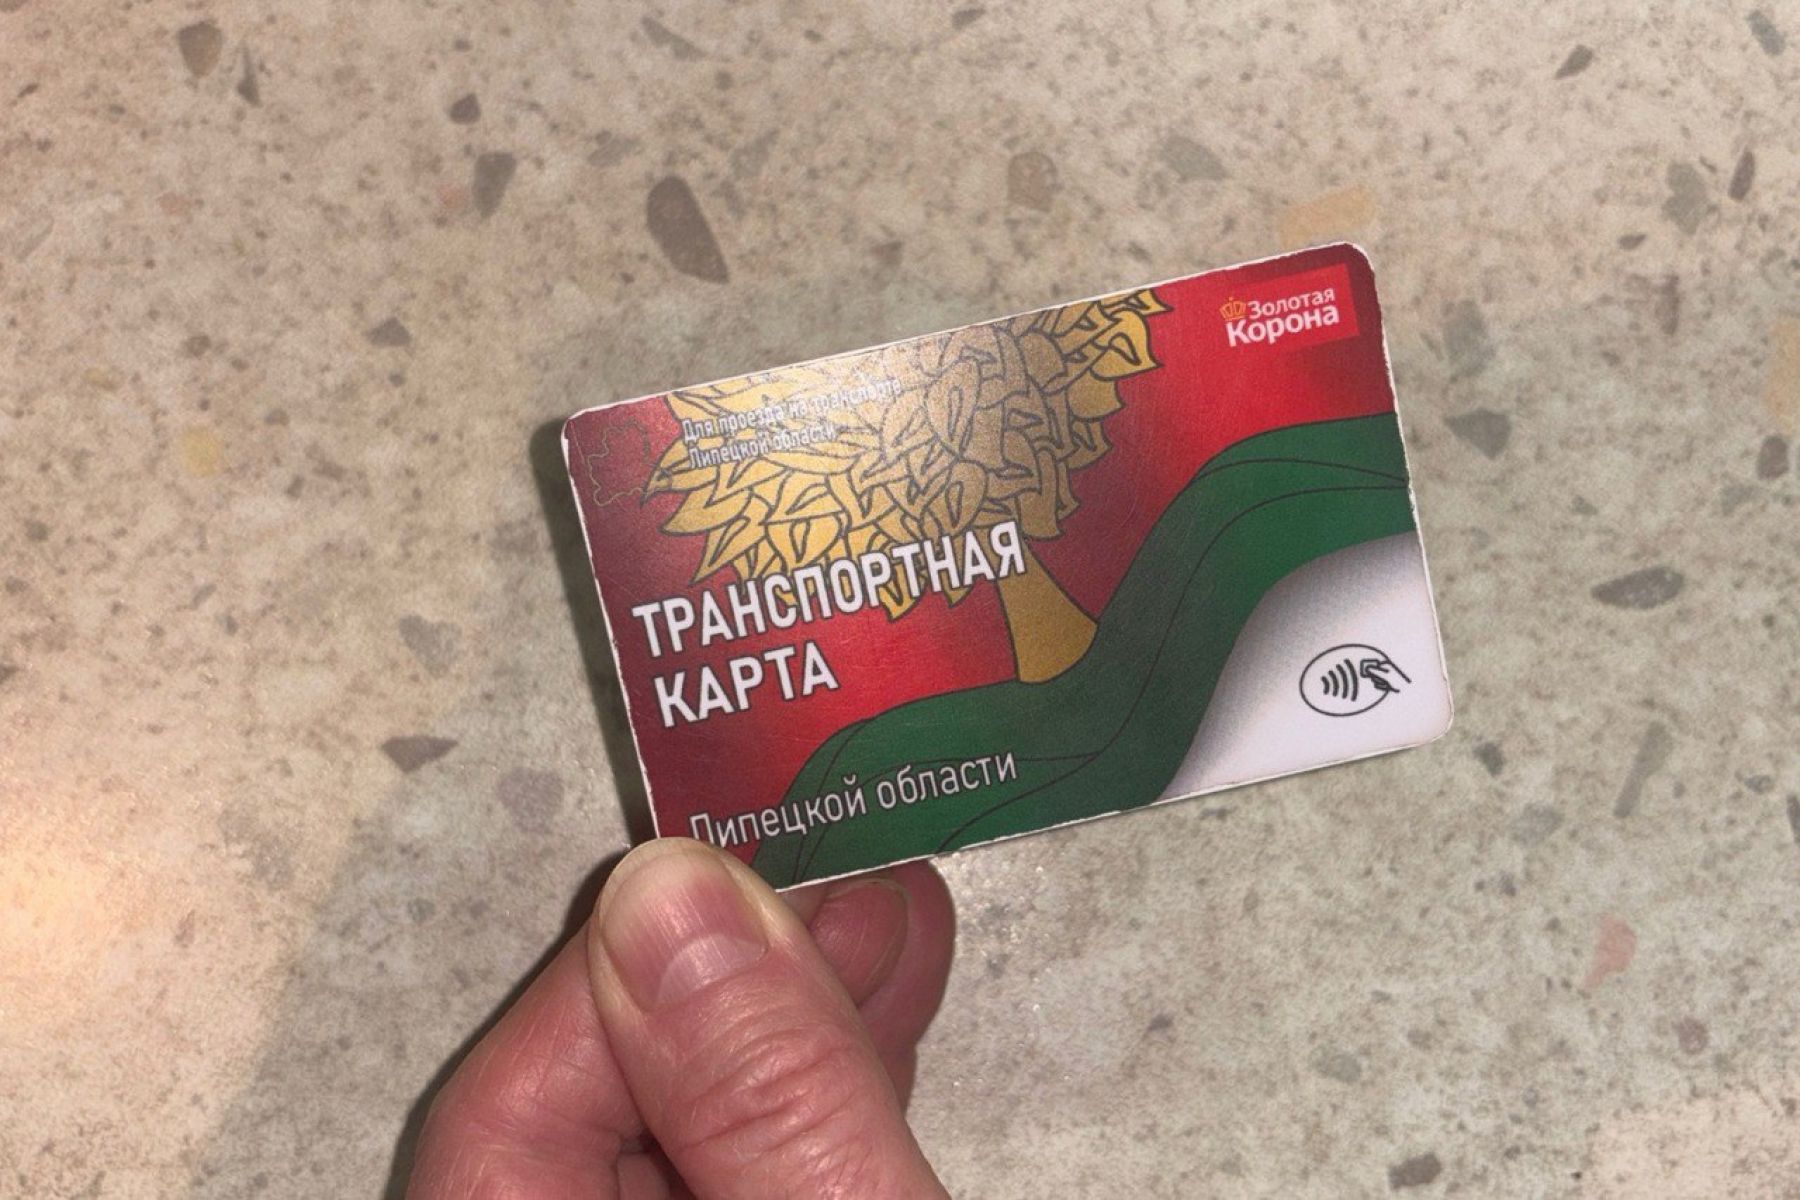 Золотая
Корона
Для проезда на транспорте
Липецкой области
ТРАНСПОРТНАЯ
КАРТА
Липецкой области